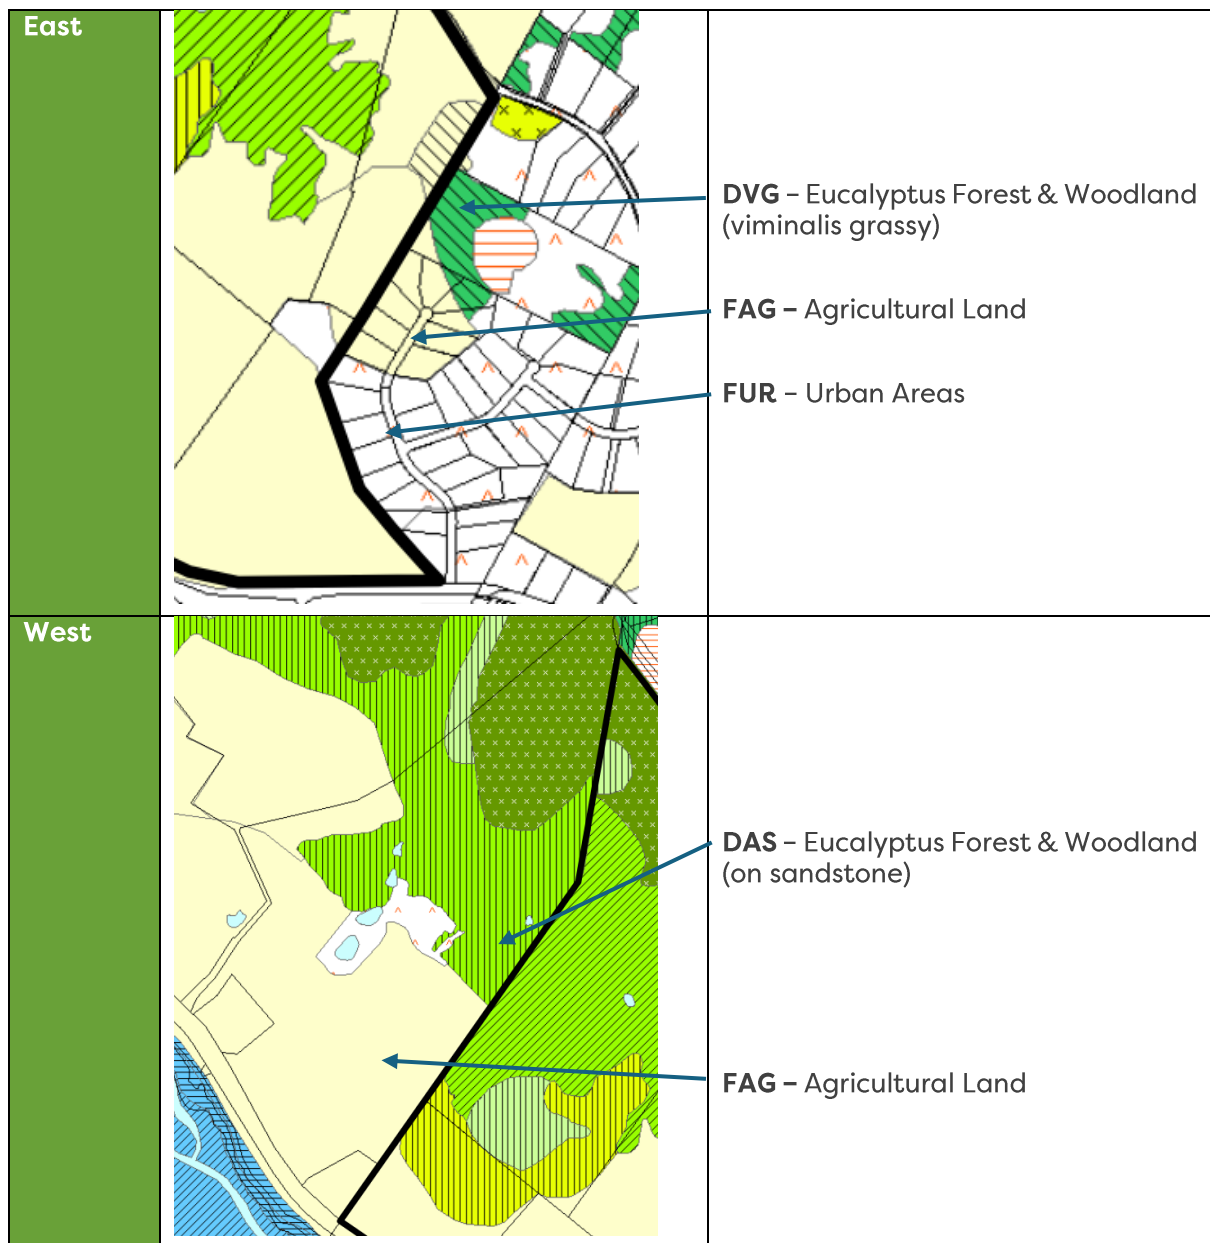 East
DVG – Eucalyptus Forest & Woodland
(viminalis grassy)
FAG – Agricultural Land
FUR – Urban Areas
West
DAS – Eucalyptus Forest & Woodland
(on sandstone)
FAG – Agricultural Land